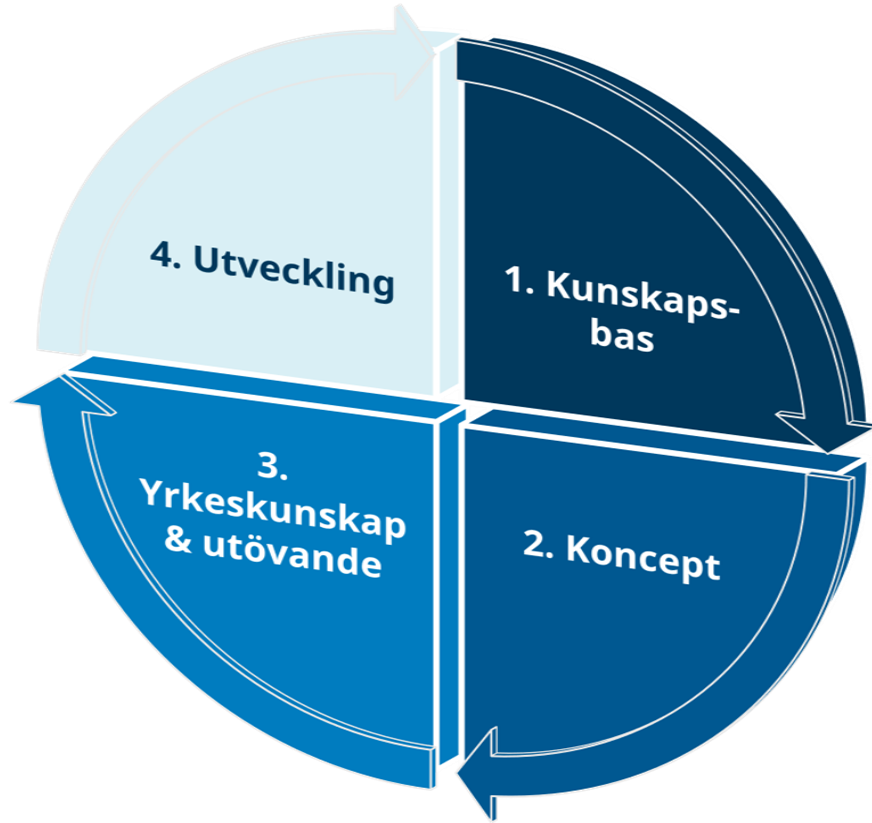 1. Kunskaps-
bas
2. Koncept
3.
Yrkeskunskap
& utövande
4. Utveckling